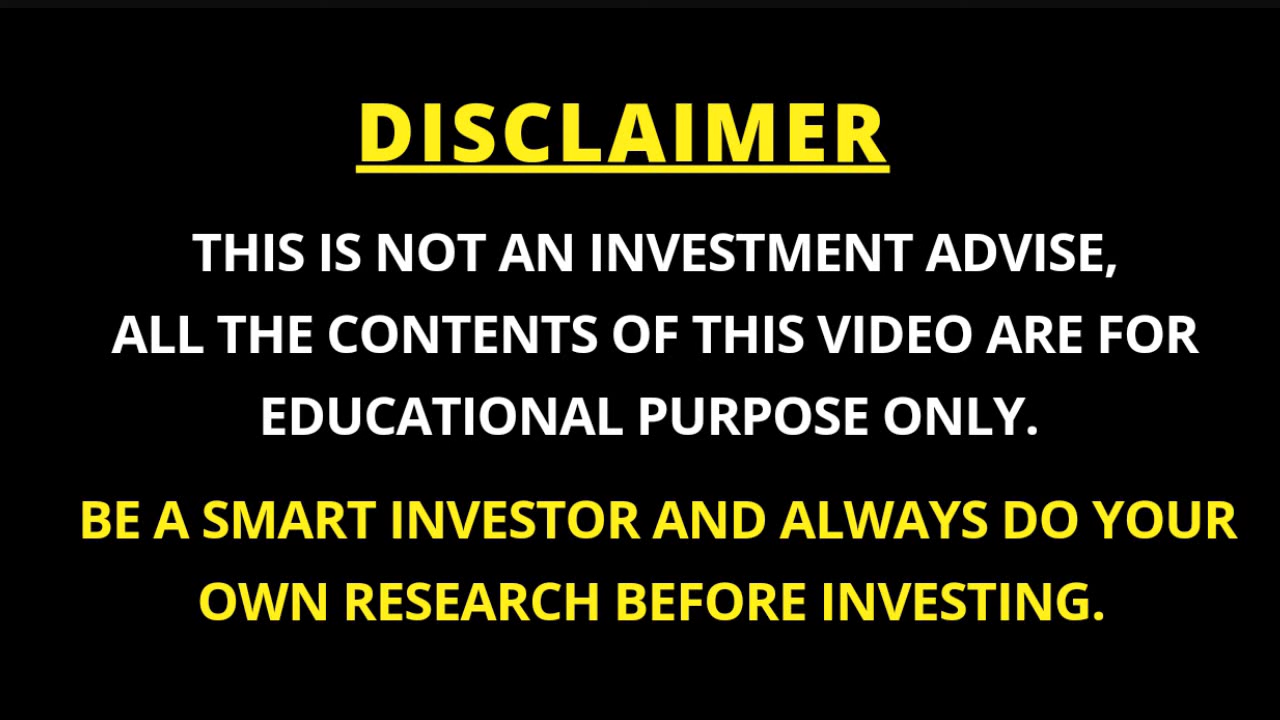 DISCLAIMER
THIS IS NOT AN INVESTMENT ADVISE,
ALL THE CONTENTS OF THIS VIDEO ARE FOR
EDUCATIONAL PURPOSE ONLY.
BE A SMART INVESTOR AND ALWAYS DO YOUR
OWN RESEARCH BEFORE INVESTING.